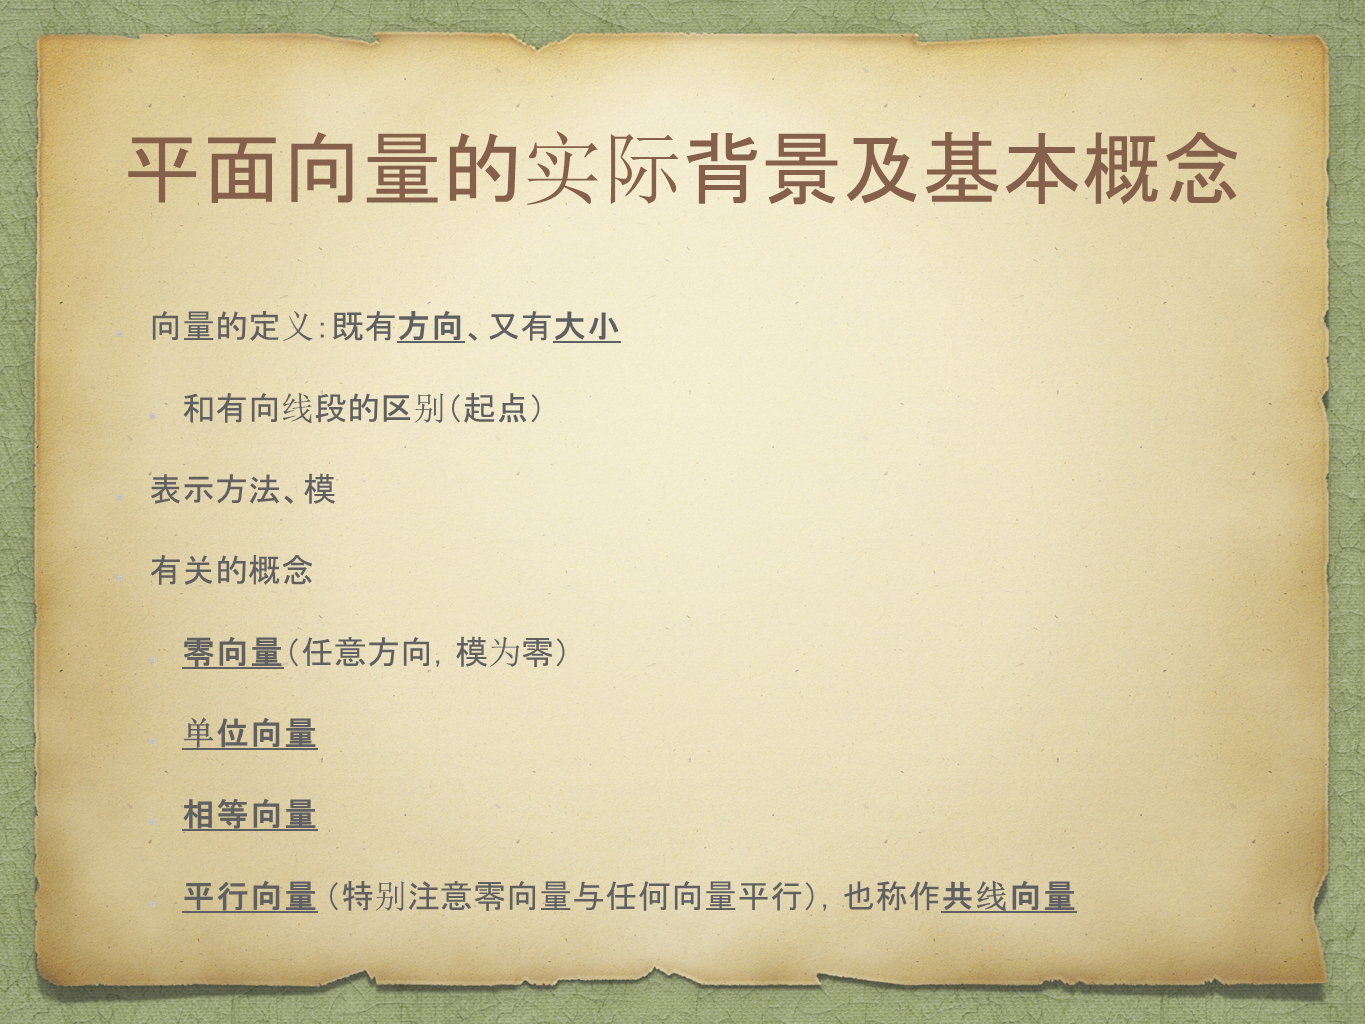 平面向量的实际背景及基本概念
向量的定义：既有方向、又有大小
和有向线段的区别（起点）
表示方法、模
有关的概念
零向量（任意方向，模为零）
单位向量
相等向量
平行向量（特别注意零向量与任何向量平行），也称作共线向量